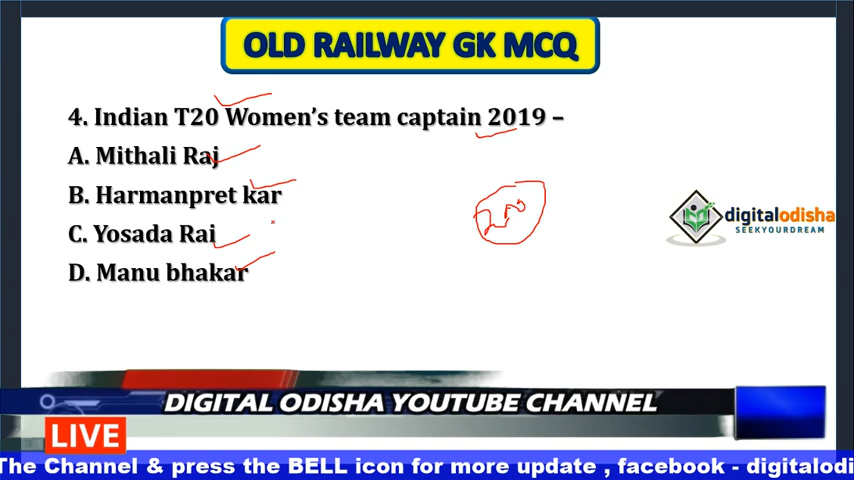 OLD RAILWAY GK MCQ
4. Indian T20 Women's team captain 2019 –
A. Mithali Raj
B. Harmanpret kar
C. Yosada Rai
D. Manu bhakar
digitalodisha
SEEKYOURDREAM
DIGITAL ODISHA YOUTUBE CHANNEL
LIVE
The Channel & press the BELL icon for more update , facebook - digitalodi